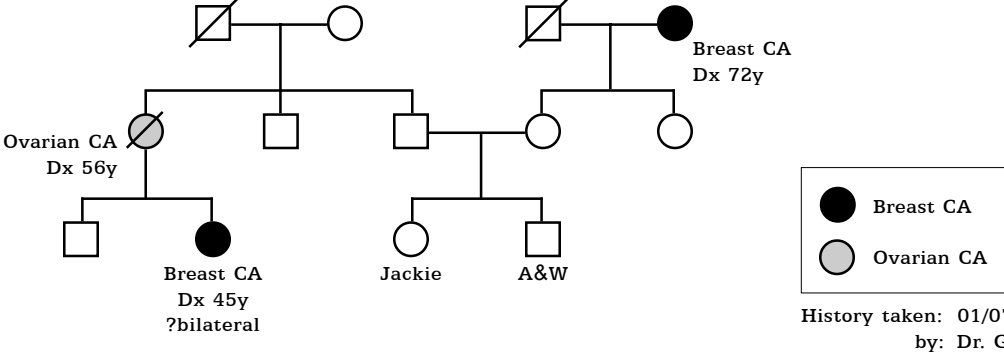 Breast CA
Dx 72y
Ovarian CA
Dx 56y
Breast CA
Dx 45y
?bilateral
Jackie
A&W
Breast CA
Ovarian CA
History taken:
by: Dr.